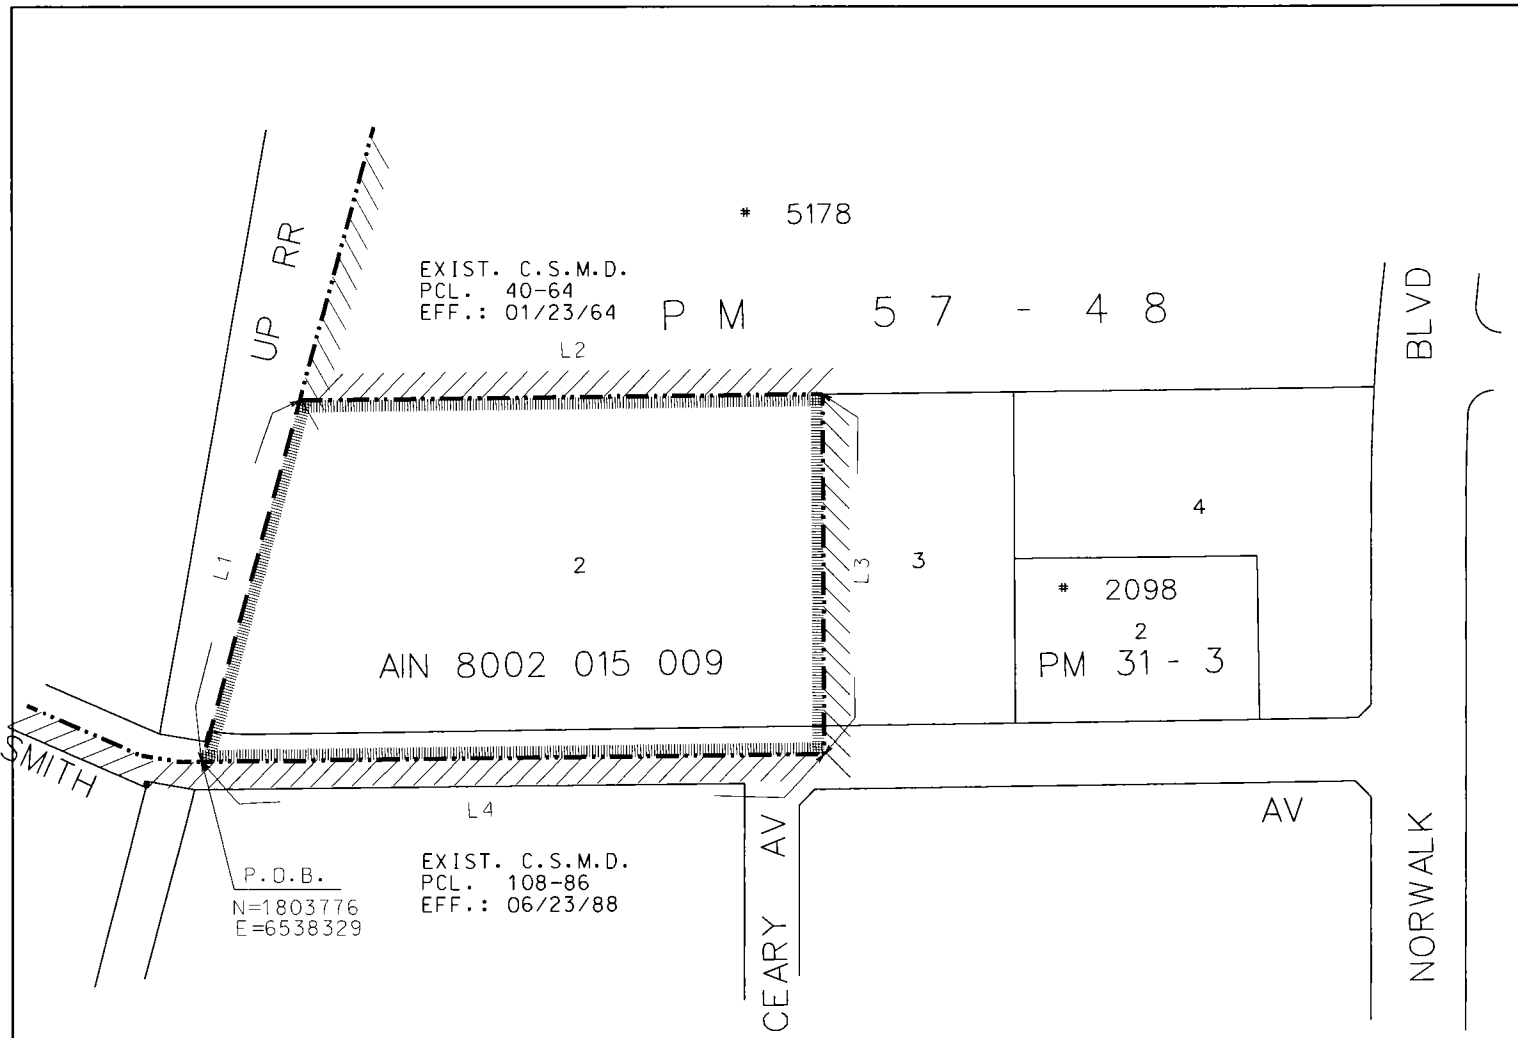 # 5178
EXIST. C.S.M.D.
PCL. 40-64
EFF.: 01/23/64
PM 57-48
UP RR
BLVD
L2
L1
2
L3
3
4
# 2098
2
PM 31-3
AIN 8002 015 009
SMITH
L4
AV
P.O.B.
N=1803776
E=6538329
EXIST. C.S.M.D.
PCL. 108-86
EFF.: 06/23/88
CEARY AV
NORWALK